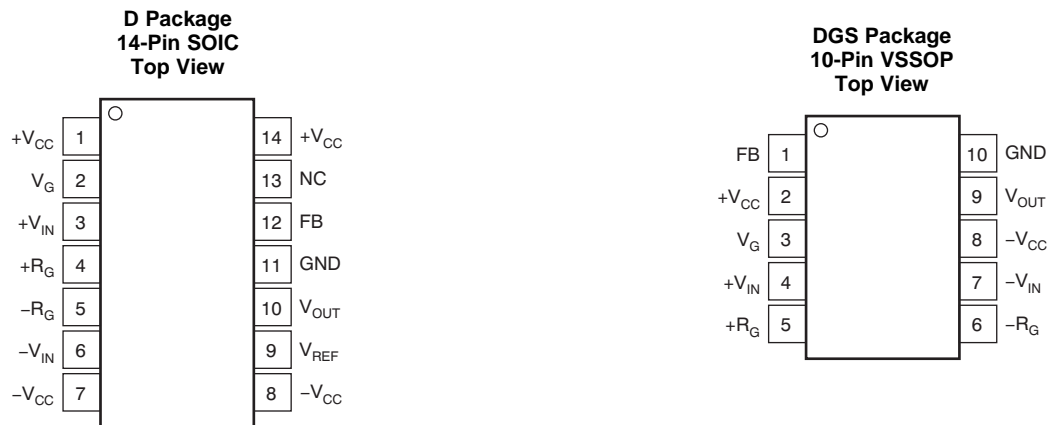 D Package
14-Pin SOIC
Top View
+VCC 1 14 +VCC
VG 2 13 NC
+VIN 3 12 FB
+RG 4 11 GND
−RG 5 10 VOUT
−VIN 6 9 VREF
−VCC 7 8 −VCC
DGS Package
10-Pin VSSOP
Top View
FB 1 10 GND
+VCC 2 9 VOUT
VG 3 8 −VCC
+VIN 4 7 −VIN
+RG 5 6 −RG